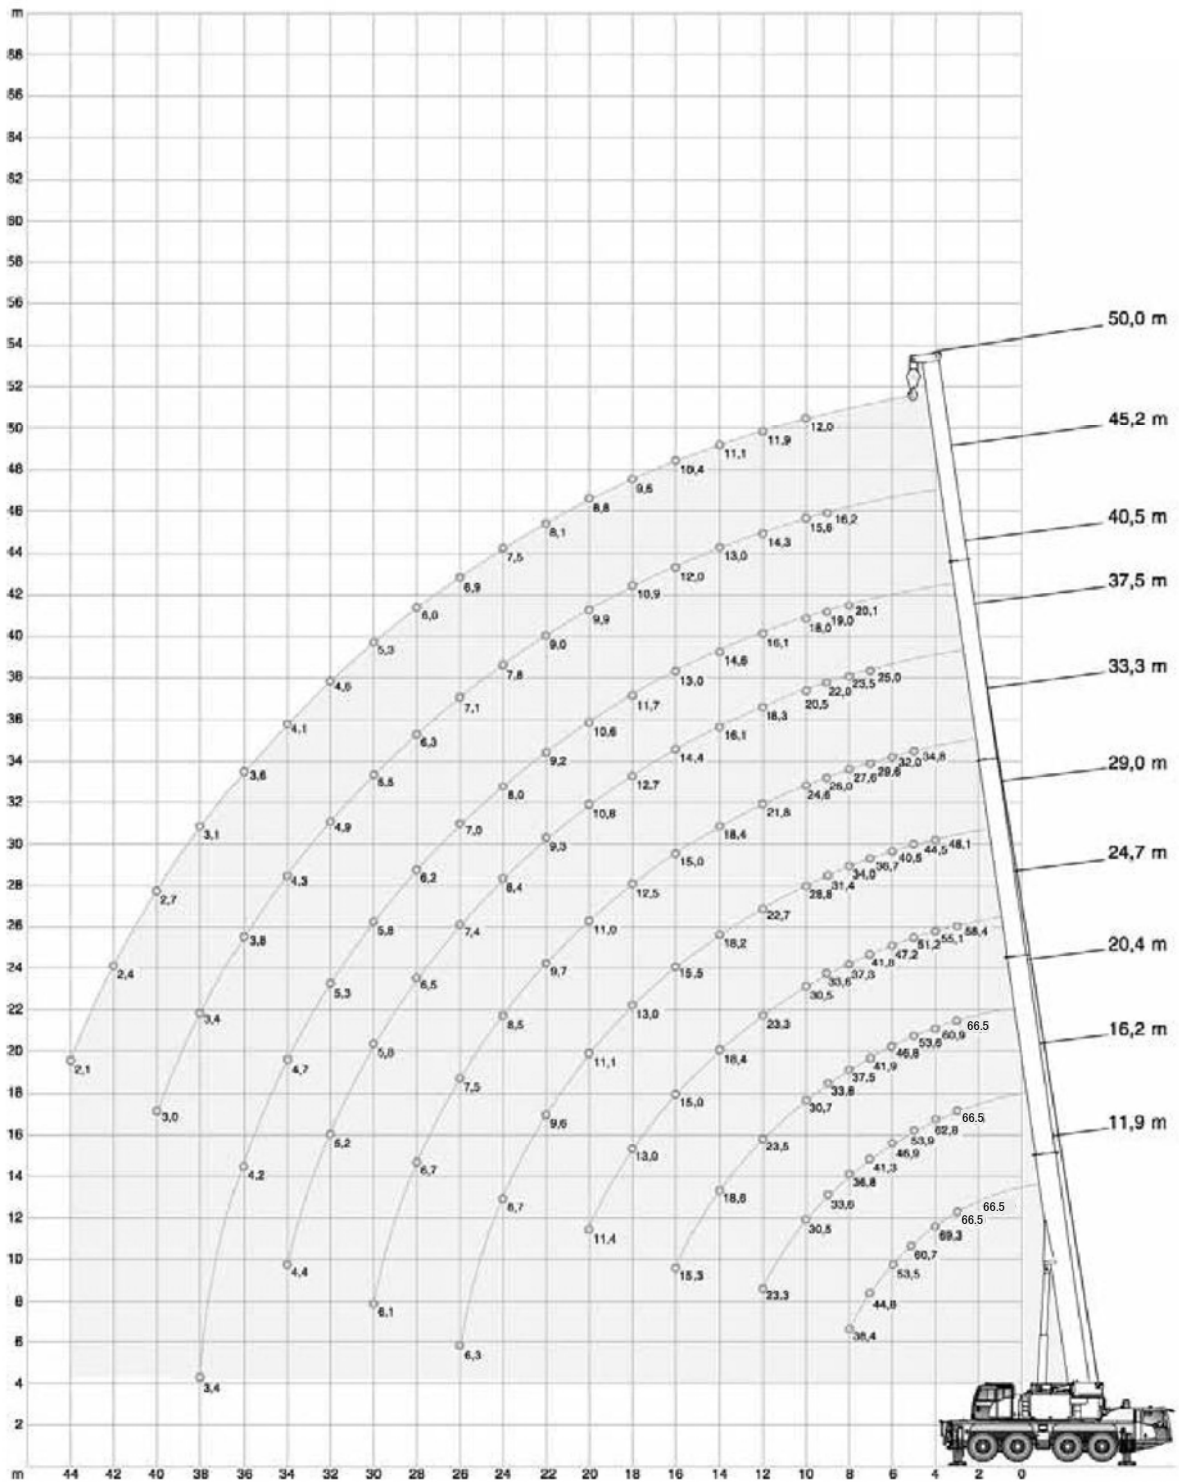 m
68
66
64
62
60
58
56
54
52
50
48
46
44
42
40
38
36
34
32
30
28
26
24
22
20
18
16
14
12
10
8
6
4
2
2,1 2,4 2,7 3,1 3,6 4,1 4,6 5,3 6,0 6,9 7,5 8,1 8,8 9,6 10,4 11,1 11,9 12,0
3,0 3,4 3,8 4,3 4,9 5,5 6,3 7,1 7,8 9,0 9,9 10,9 12,0 13,0 14,3 15,6 16,2
3,4 4,2 4,7 5,3 5,8 6,2 7,0 8,0 9,2 10,6 11,7 13,0 14,6 16,1 18,0 19,0 20,1
4,4 5,2 5,8 6,5 7,4 8,4 9,3 10,8 12,7 14,4 16,1 18,3 20,5 22,0 23,5 25,0
6,1 6,7 7,5 8,5 9,7 11,0 12,5 15,0 18,4 21,8 24,6 26,0 27,6 29,6 32,0 34,8
6,3 8,7 9,6 11,1 13,0 15,5 18,2 22,7 28,8 31,4 34,0 36,7 40,5 44,5 48,1
11,4 13,0 15,0 18,4 23,3 30,5 33,6 37,3 41,8 47,2 51,2 55,1 58,4
15,3 18,6 23,5 30,7 33,8 37,5 41,9 46,8 53,6 60,9 66.5
23,3 30,5 33,6 36,8 41,3 46,9 53,9 62,8 66.5
38,4 44,8 53,5 60,7 69,3 66.5 66.5
50,0 m
45,2 m
40,5 m
37,5 m
33,3 m
29,0 m
24,7 m
20,4 m
16,2 m
11,9 m
m 44 42 40 38 36 34 32 30 28 26 24 22 20 18 16 14 12 10 8 6 4 2 0